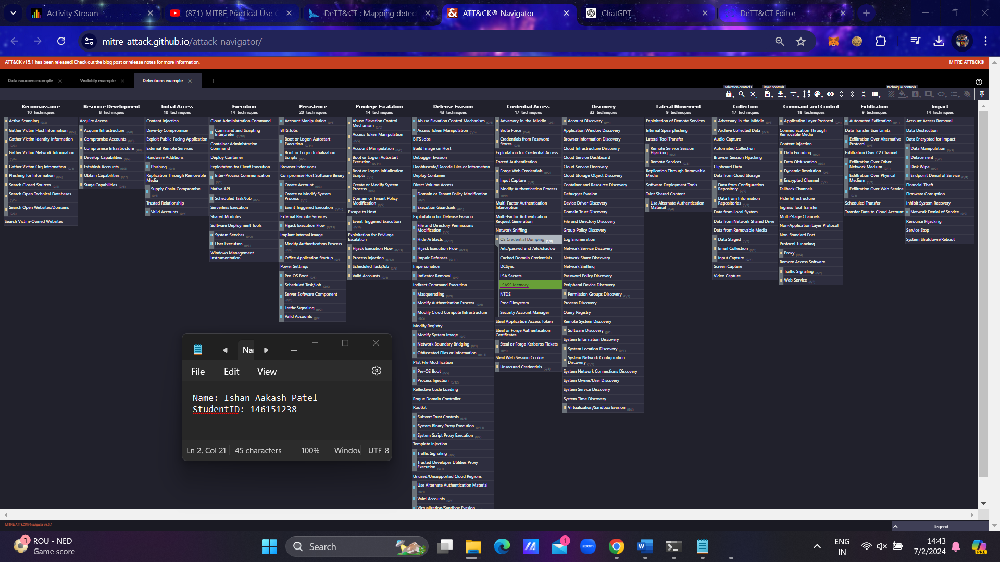 Activity Stream
(871) MITRE Practical Use C
DeTT&CT : Mapping detec
ATT&CK® Navigator
ChatGPT
DeTT&CT Editor
mitre-attack.github.io/attack-navigator/
ATT&CK v15.1 has been released! Check out the blog post or release notes for more information.
MITRE ATT&CK®
Data sources example
Visibility example
Detections example
selection controls
layer controls
technique controls
Reconnaissance
10 techniques
Active Scanning
Gather Victim Host Information
Gather Victim Identity Information
Gather Victim Network Information
Gather Victim Org Information
Phishing for Information
Search Closed Sources
Search Open Technical Databases
Search Open Websites/Domains
Search Victim-Owned Websites
Resource Development
8 techniques
Acquire Access
Acquire Infrastructure
Compromise Accounts
Compromise Infrastructure
Develop Capabilities
Establish Accounts
Obtain Capabilities
Stage Capabilities
Initial Access
10 techniques
Content Injection
Drive-by Compromise
Exploit Public-Facing Application
External Remote Services
Hardware Additions
Phishing
Replication Through Removable
Media
Supply Chain Compromise
Trusted Relationship
Valid Accounts
Execution
14 techniques
Cloud Administration Command
Command and Scripting
Interpreter
Container Administration
Command
Deploy Container
Exploitation for Client Execution
Inter-Process Communication
Native API
Scheduled Task/Job
Serverless Execution
Shared Modules
Software Deployment Tools
System Services
User Execution
Windows Management
Instrumentation
Persistence
20 techniques
Account Manipulation
BITS Jobs
Boot or Logon Autostart
Execution
Boot or Logon Initialization
Scripts
Browser Extensions
Compromise Host Software Binary
Create Account
Create or Modify System
Process
Event Triggered Execution
External Remote Services
Hijack Execution Flow
Implant Internal Image
Modify Authentication Process
Office Application Startup
Power Settings
Pre-OS Boot
Scheduled Task/Job
Server Software Component
Traffic Signaling
Valid Accounts
Privilege Escalation
14 techniques
Abuse Elevation Control
Mechanism
Access Token Manipulation
Account Manipulation
Boot or Logon Autostart
Execution
Boot or Logon Initialization
Scripts
Create or Modify System
Process
Domain or Tenant Policy
Modification
Escape to Host
Event Triggered Execution
Exploitation for Privilege
Escalation
Hijack Execution Flow
Process Injection
Scheduled Task/Job
Valid Accounts
Defense Evasion
43 techniques
Abuse Elevation Control Mechanism
Access Token Manipulation
BITS Jobs
Build Image on Host
Debugger Evasion
Deobfuscate/Decode Files or Information
Deploy Container
Direct Volume Access
Domain or Tenant Policy Modification
Execution Guardrails
Exploitation for Defense Evasion
File and Directory Permissions
Modification
Hide Artifacts
Hijack Execution Flow
Impair Defenses
Impersonation
Indicator Removal
Indirect Command Execution
Masquerading
Modify Authentication Process
Modify Cloud Compute Infrastructure
Modify Registry
Modify System Image
Network Boundary Bridging
Obfuscated Files or Information
Plist File Modification
Pre-OS Boot
Process Injection
Reflective Code Loading
Rogue Domain Controller
Rootkit
Subvert Trust Controls
System Binary Proxy Execution
System Script Proxy Execution
Template Injection
Traffic Signaling
Trusted Developer Utilities Proxy
Execution
Unused/Unsupported Cloud Regions
Use Alternate Authentication Material
Valid Accounts
Virtualization/Sandbox Evasion
Credential Access
17 techniques
Adversary-in-the-Middle
Brute Force
Credentials from Password
Stores
Exploitation for Credential Access
Forced Authentication
Forge Web Credentials
Input Capture
Modify Authentication Process
Multi-Factor Authentication
Interception
Multi-Factor Authentication
Request Generation
Network Sniffing
OS Credential Dumping (1/8)
/etc/passwd and /etc/shadow
Cached Domain Credentials
DCSync
LSA Secrets
LSASS Memory
NTDS
Proc Filesystem
Security Account Manager
Steal Application Access Token
Steal or Forge Authentication
Certificates
Steal or Forge Kerberos Tickets
Steal Web Session Cookie
Unsecured Credentials
Discovery
32 techniques
Account Discovery
Application Window Discovery
Browser Information Discovery
Cloud Infrastructure Discovery
Cloud Service Dashboard
Cloud Service Discovery
Cloud Storage Object Discovery
Container and Resource Discovery
Debugger Evasion
Device Driver Discovery
Domain Trust Discovery
File and Directory Discovery
Group Policy Discovery
Log Enumeration
Network Service Discovery
Network Share Discovery
Network Sniffing
Password Policy Discovery
Peripheral Device Discovery
Permission Groups Discovery
Process Discovery
Query Registry
Remote System Discovery
Software Discovery
System Information Discovery
System Location Discovery
System Network Configuration
Discovery
System Network Connections Discovery
System Owner/User Discovery
System Service Discovery
System Time Discovery
Virtualization/Sandbox Evasion
Lateral Movement
9 techniques
Exploitation of Remote Services
Internal Spearphishing
Lateral Tool Transfer
Remote Service Session
Hijacking
Remote Services
Replication Through Removable
Media
Software Deployment Tools
Taint Shared Content
Use Alternate Authentication
Material
Collection
17 techniques
Adversary-in-the-Middle
Archive Collected Data
Audio Capture
Automated Collection
Browser Session Hijacking
Clipboard Data
Data from Cloud Storage
Data from Configuration
Repository
Data from Information
Repositories
Data from Local System
Data from Network Shared Drive
Data from Removable Media
Data Staged
Email Collection
Input Capture
Screen Capture
Video Capture
Command and Control
18 techniques
Application Layer Protocol
Communication Through
Removable Media
Content Injection
Data Encoding
Data Obfuscation
Dynamic Resolution
Encrypted Channel
Fallback Channels
Hide Infrastructure
Ingress Tool Transfer
Multi-Stage Channels
Non-Application Layer Protocol
Non-Standard Port
Protocol Tunneling
Proxy
Remote Access Software
Traffic Signaling
Web Service
Exfiltration
9 techniques
Automated Exfiltration
Data Transfer Size Limits
Exfiltration Over Alternative
Protocol
Exfiltration Over C2 Channel
Exfiltration Over Other
Network Medium
Exfiltration Over Physical
Medium
Exfiltration Over Web Service
Scheduled Transfer
Transfer Data to Cloud Account
Impact
14 techniques
Account Access Removal
Data Destruction
Data Encrypted for Impact
Data Manipulation
Defacement
Disk Wipe
Endpoint Denial of Service
Financial Theft
Firmware Corruption
Inhibit System Recovery
Network Denial of Service
Resource Hijacking
Service Stop
System Shutdown/Reboot
Nar
File
Edit
View
Name: Ishan Aakash Patel
StudentID: 146151238
Ln 2, Col 21
45 characters
100%
Window
UTF-8
MITRE ATT&CK® Navigator v5.0.1
legend
1
ROU - NED
Game score
Search
1
zoom
ENG
IN
14:43
7/2/2024
PRE